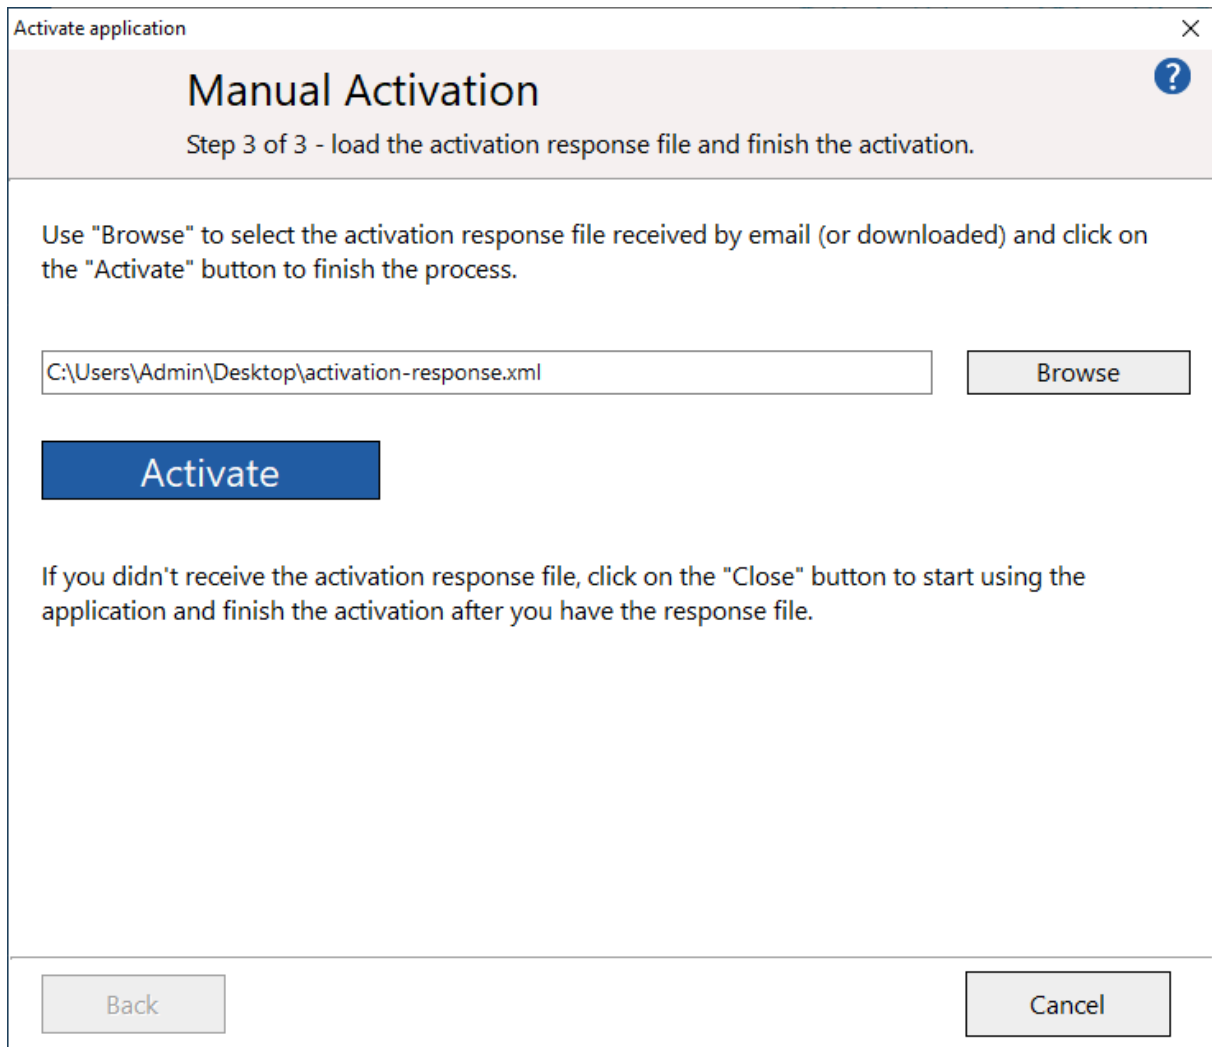 Activate application
Manual Activation
Step 3 of 3 - load the activation response file and finish the activation.
Use "Browse" to select the activation response file received by email (or downloaded) and click on
the "Activate" button to finish the process.
C:\Users\Admin\Desktop\activation-response.xml
Browse
Activate
If you didn't receive the activation response file, click on the "Close" button to start using the
application and finish the activation after you have the response file.
Back
Cancel